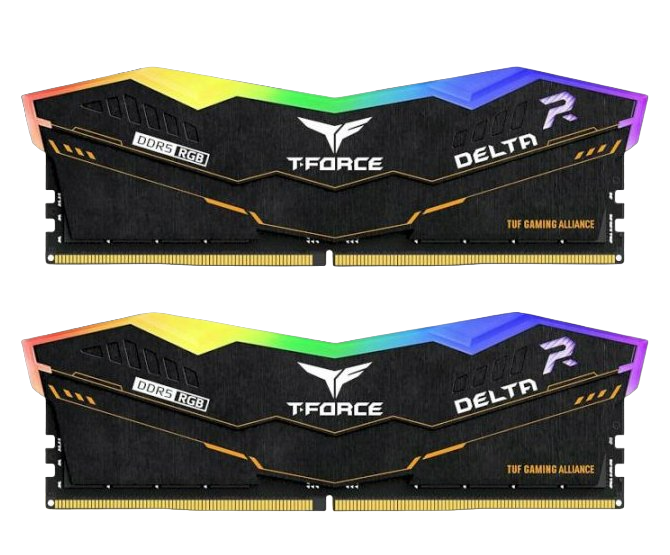 DDR5 RGB
T-FORCE
DELTA R
TUF GAMING ALLIANCE
DDR5 RGB
T-FORCE
DELTA R
TUF GAMING ALLIANCE